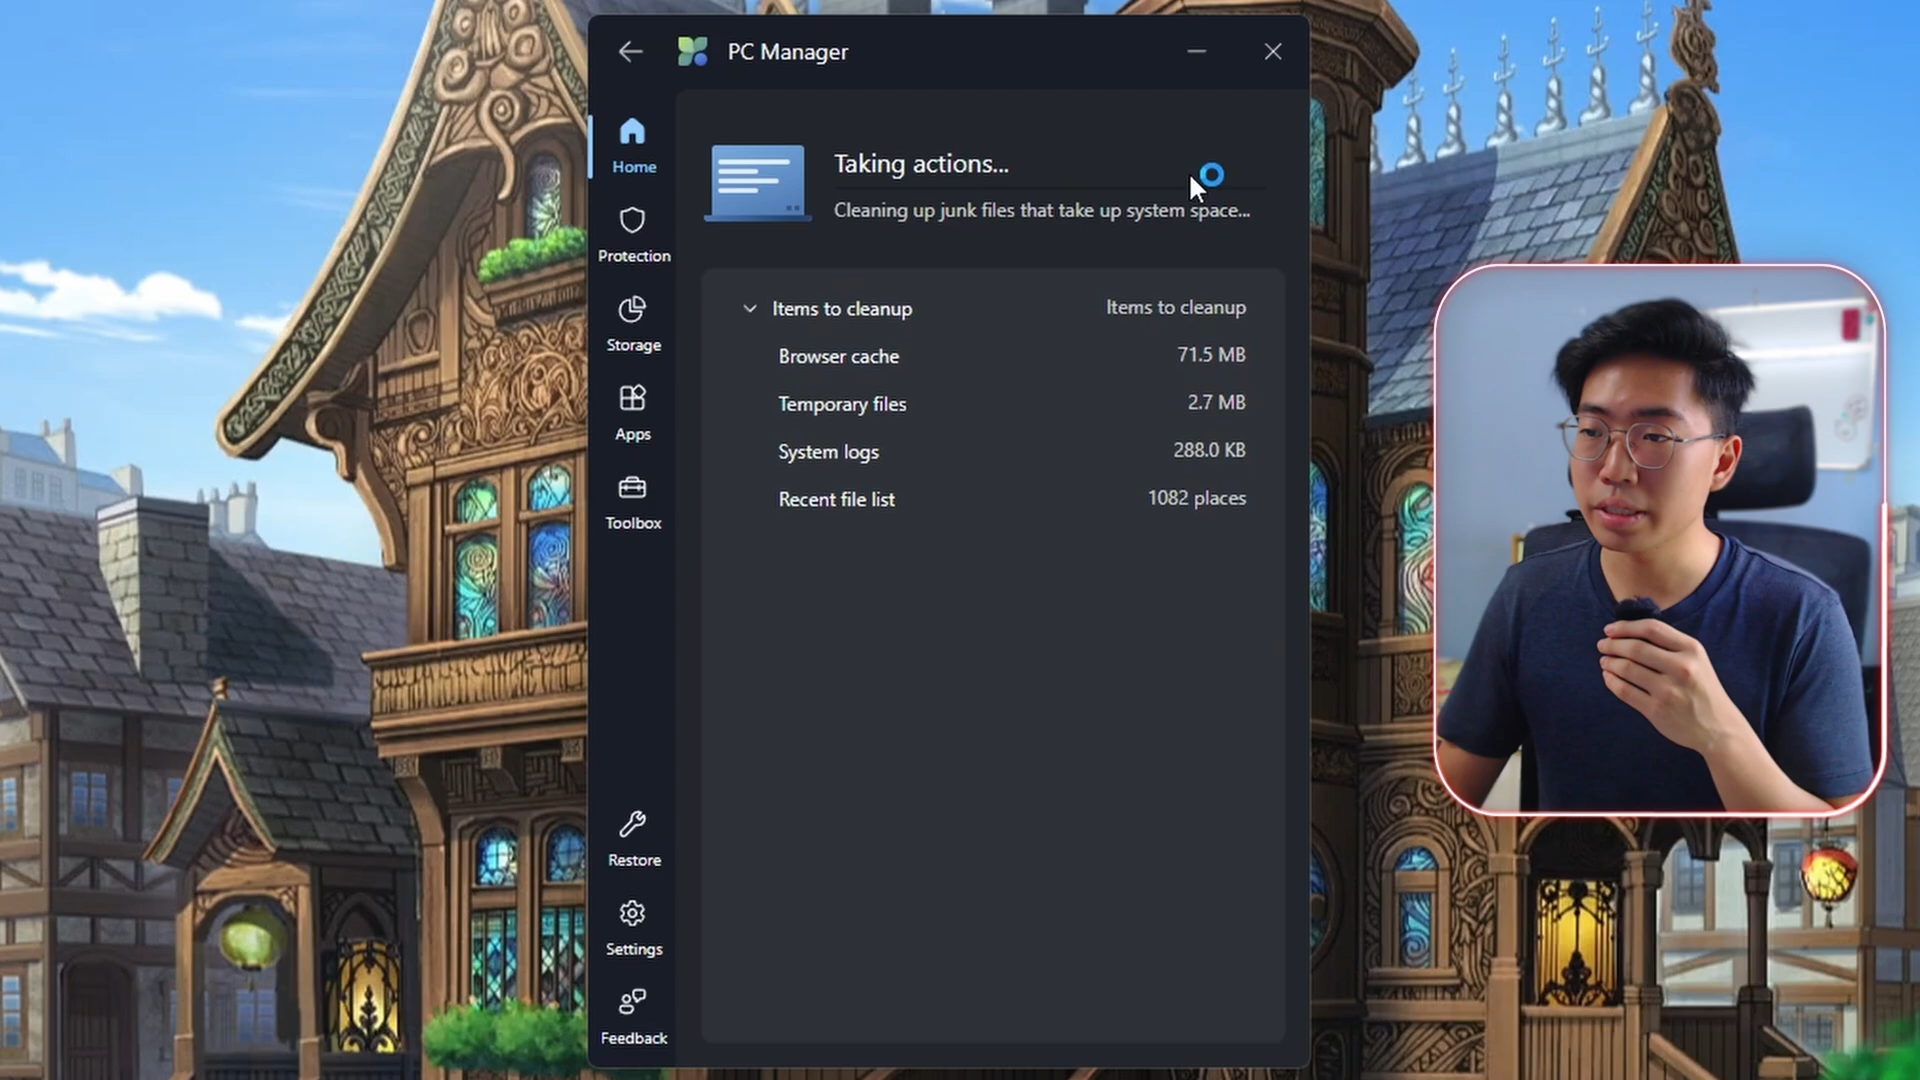 PC Manager
Home
Protection
Storage
Apps
Toolbox
Restore
Settings
Feedback
Taking actions...
Cleaning up junk files that take up system space...
Items to cleanup Items to cleanup
Browser cache 71.5 MB
Temporary files 2.7 MB
System logs 288.0 KB
Recent file list 1082 places